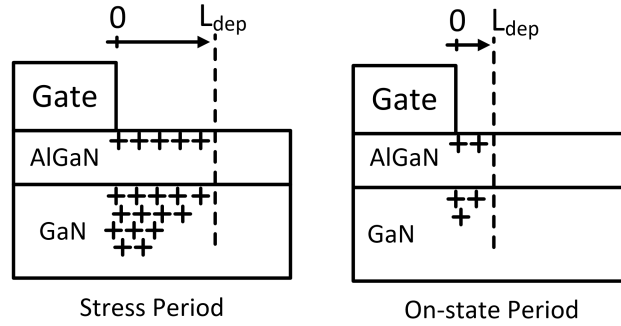 0 L_dep
Gate
AlGaN
+++++
+++++
++++
GaN
++++
++
Stress Period
0 L_dep
Gate
AlGaN
++
++
+
GaN
On-state Period